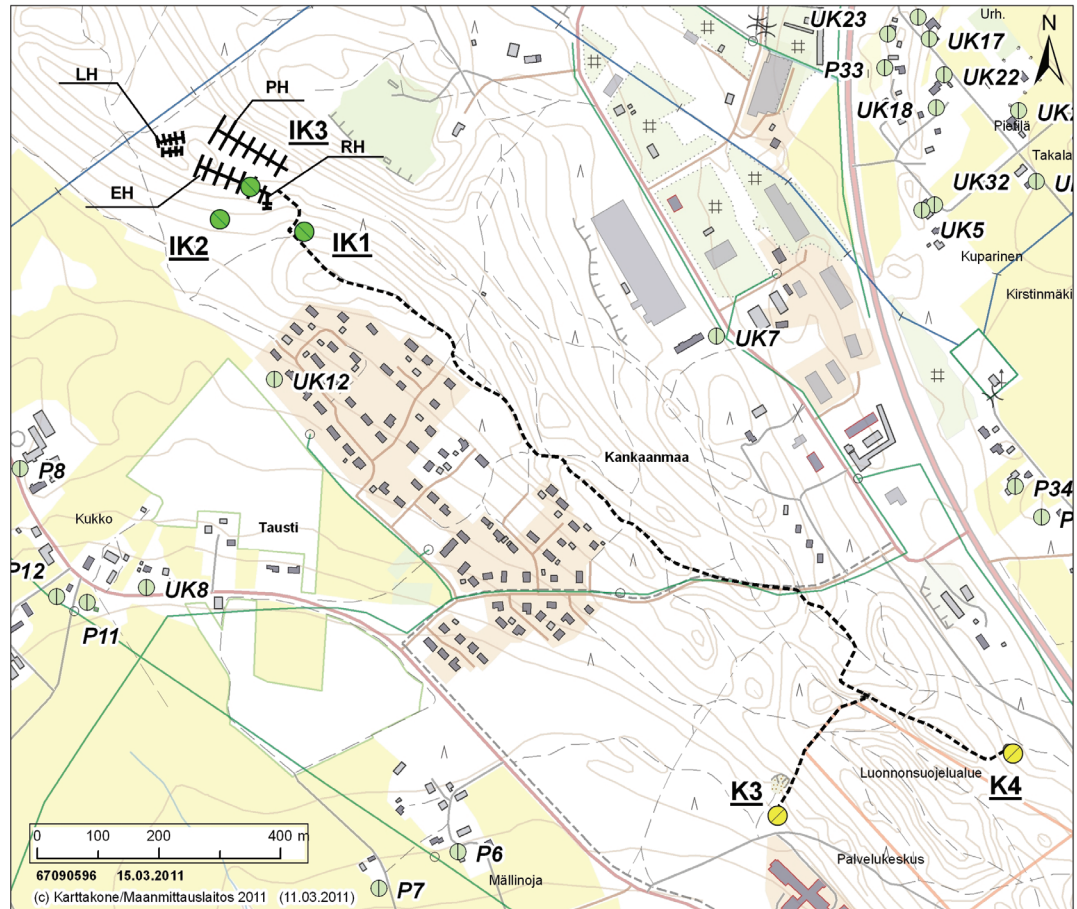 UK23
Urh.
N
UK17
LH
PH
P33
UK22
IK3
UK18
Pietilä
RH
Takala
EH
UK32
IK2
IK1
UK5
Kuparinen
Kirstinmäki
UK7
UK12
Kankaanmaa
P8
P34
Kukko
Tausti
P12
UK8
P11
Luonnonsuojelualue
K3
K4
0 100 200 400 m
P6
Palvelukeskus
67090596 15.03.2011
Mällinoja
P7
(c) Karttakone/Maanmittauslaitos 2011 (11.03.2011)